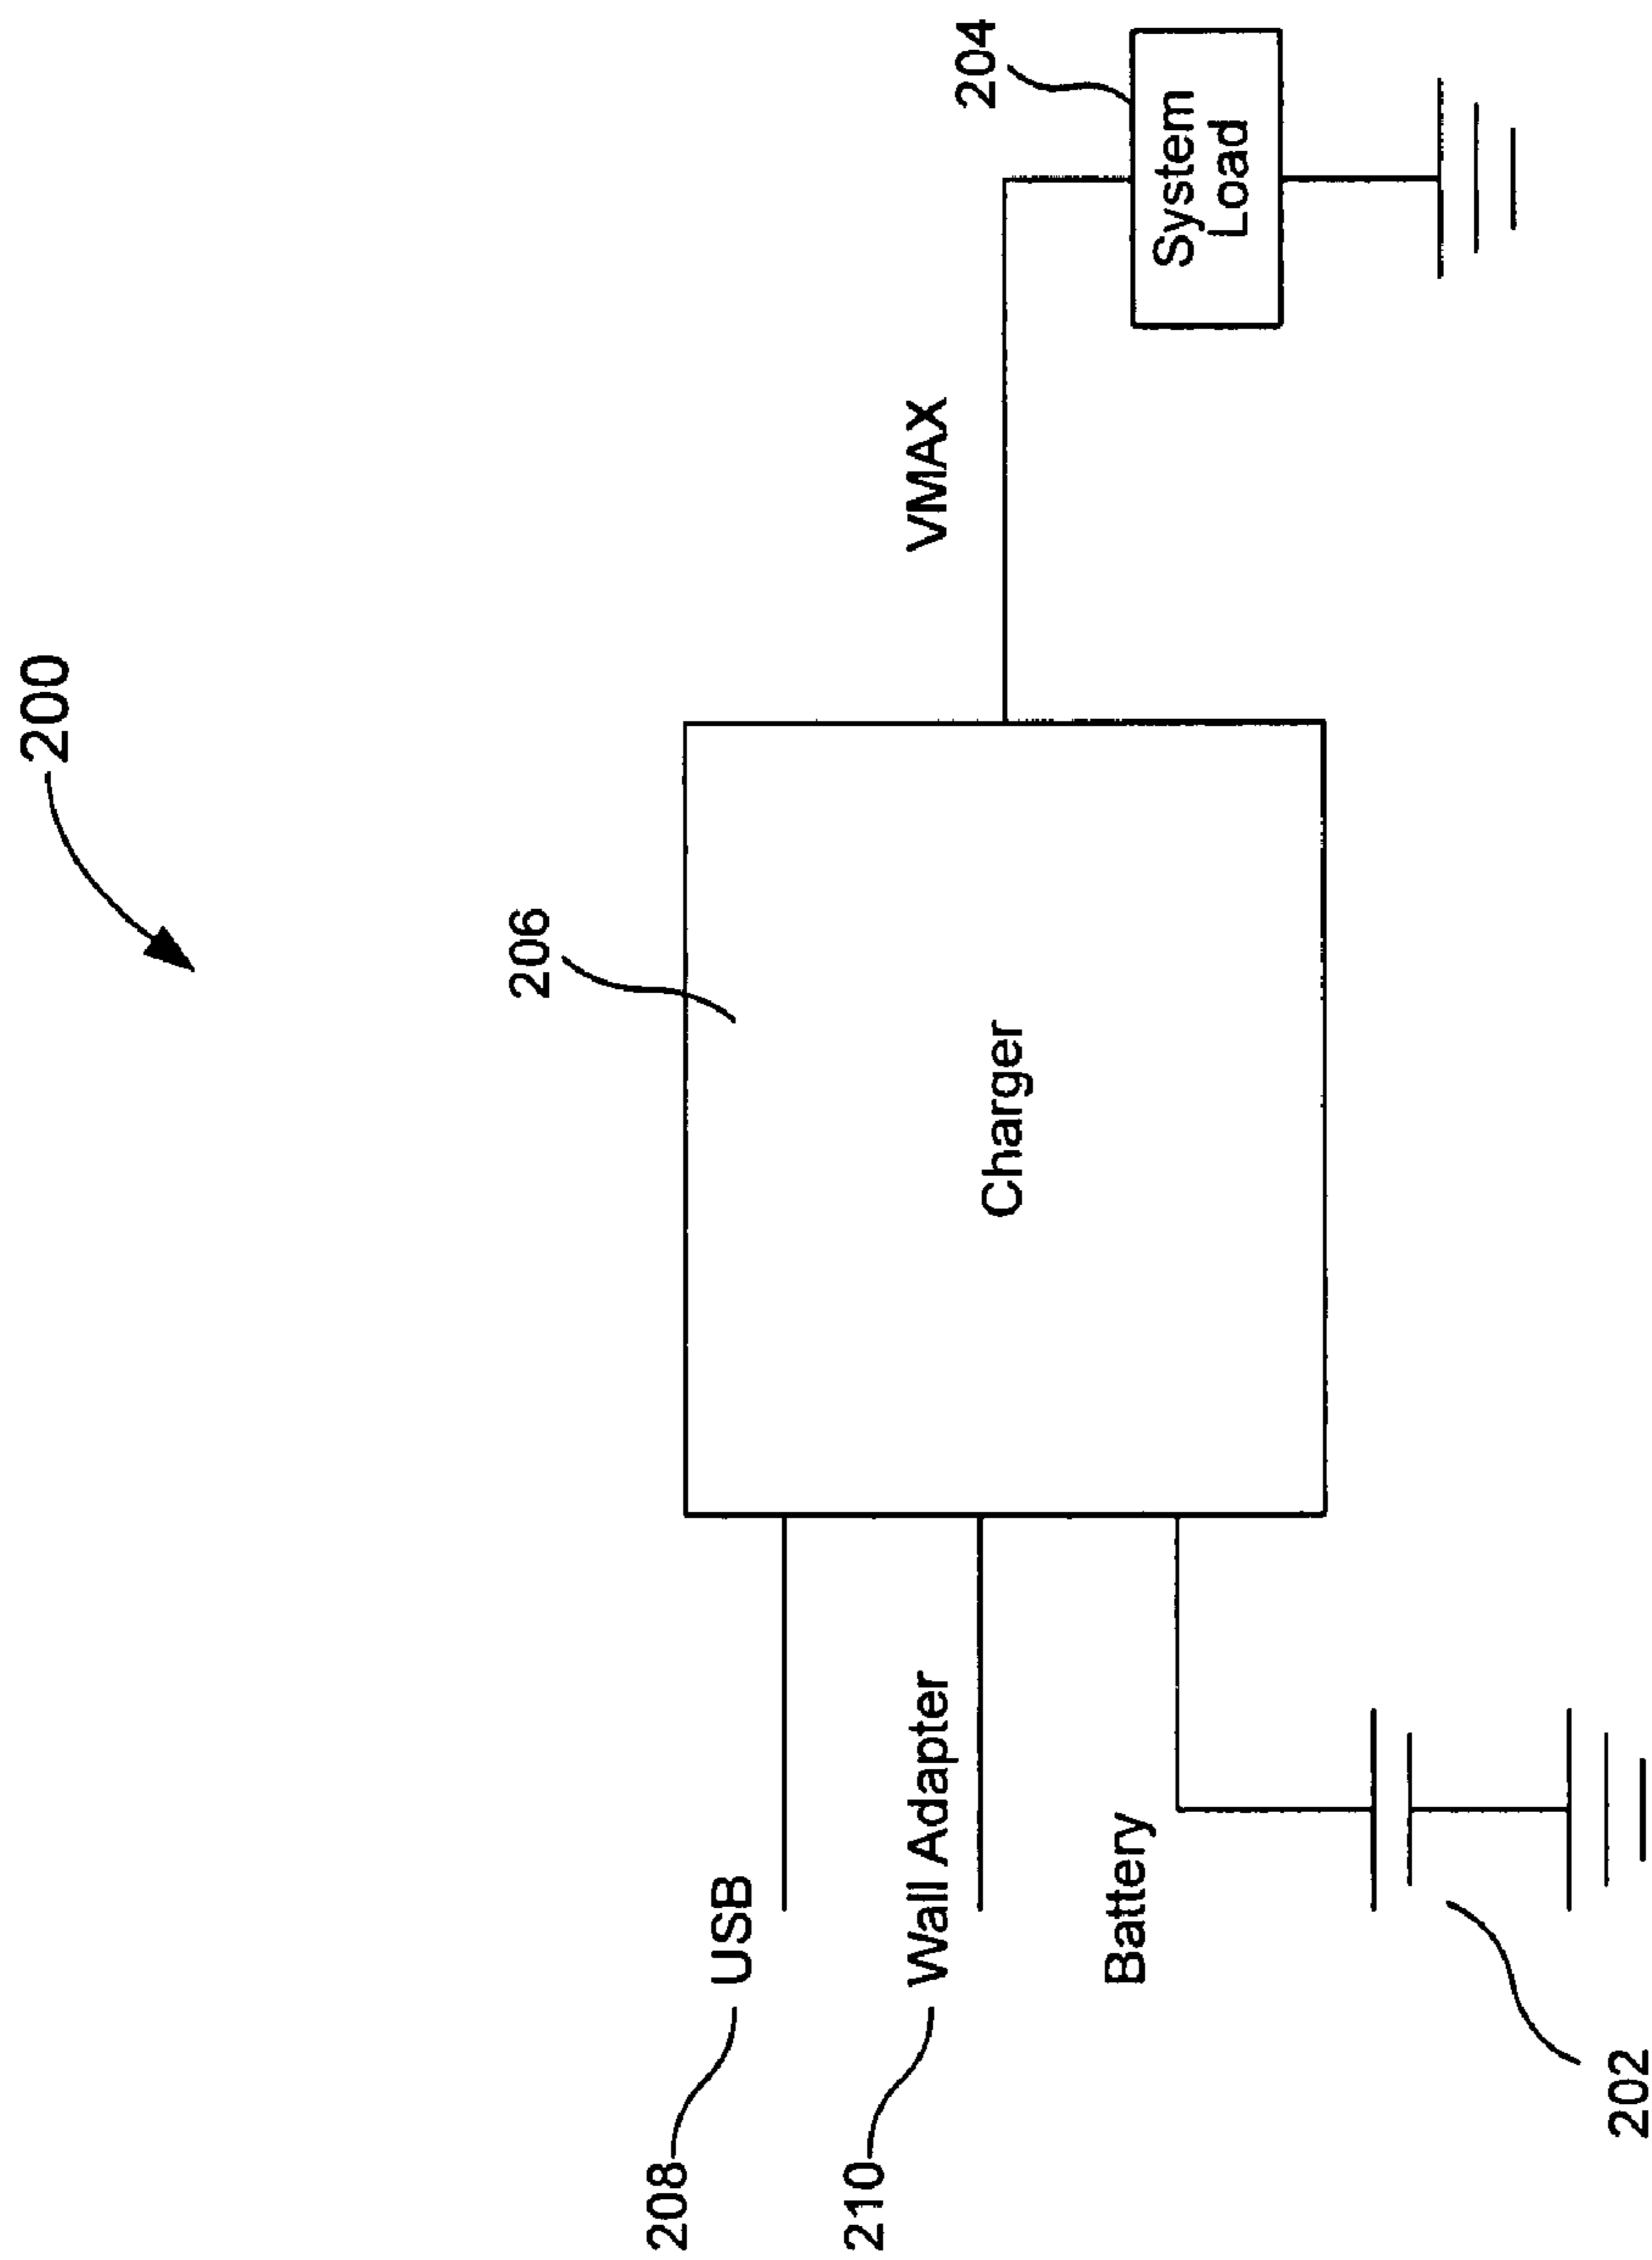 200
206
208 USB
210 Wall Adapter
Battery
202
Charger
VMAX
204
System
Load